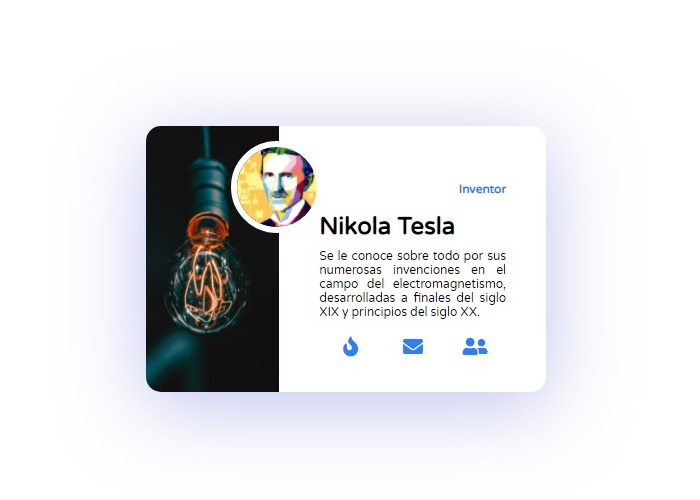 Inventor
Nikola Tesla
Se le conoce sobre todo por sus
numerosas invenciones en el
campo del electromagnetismo,
desarrolladas a finales del siglo
XIX y principios del siglo XX.